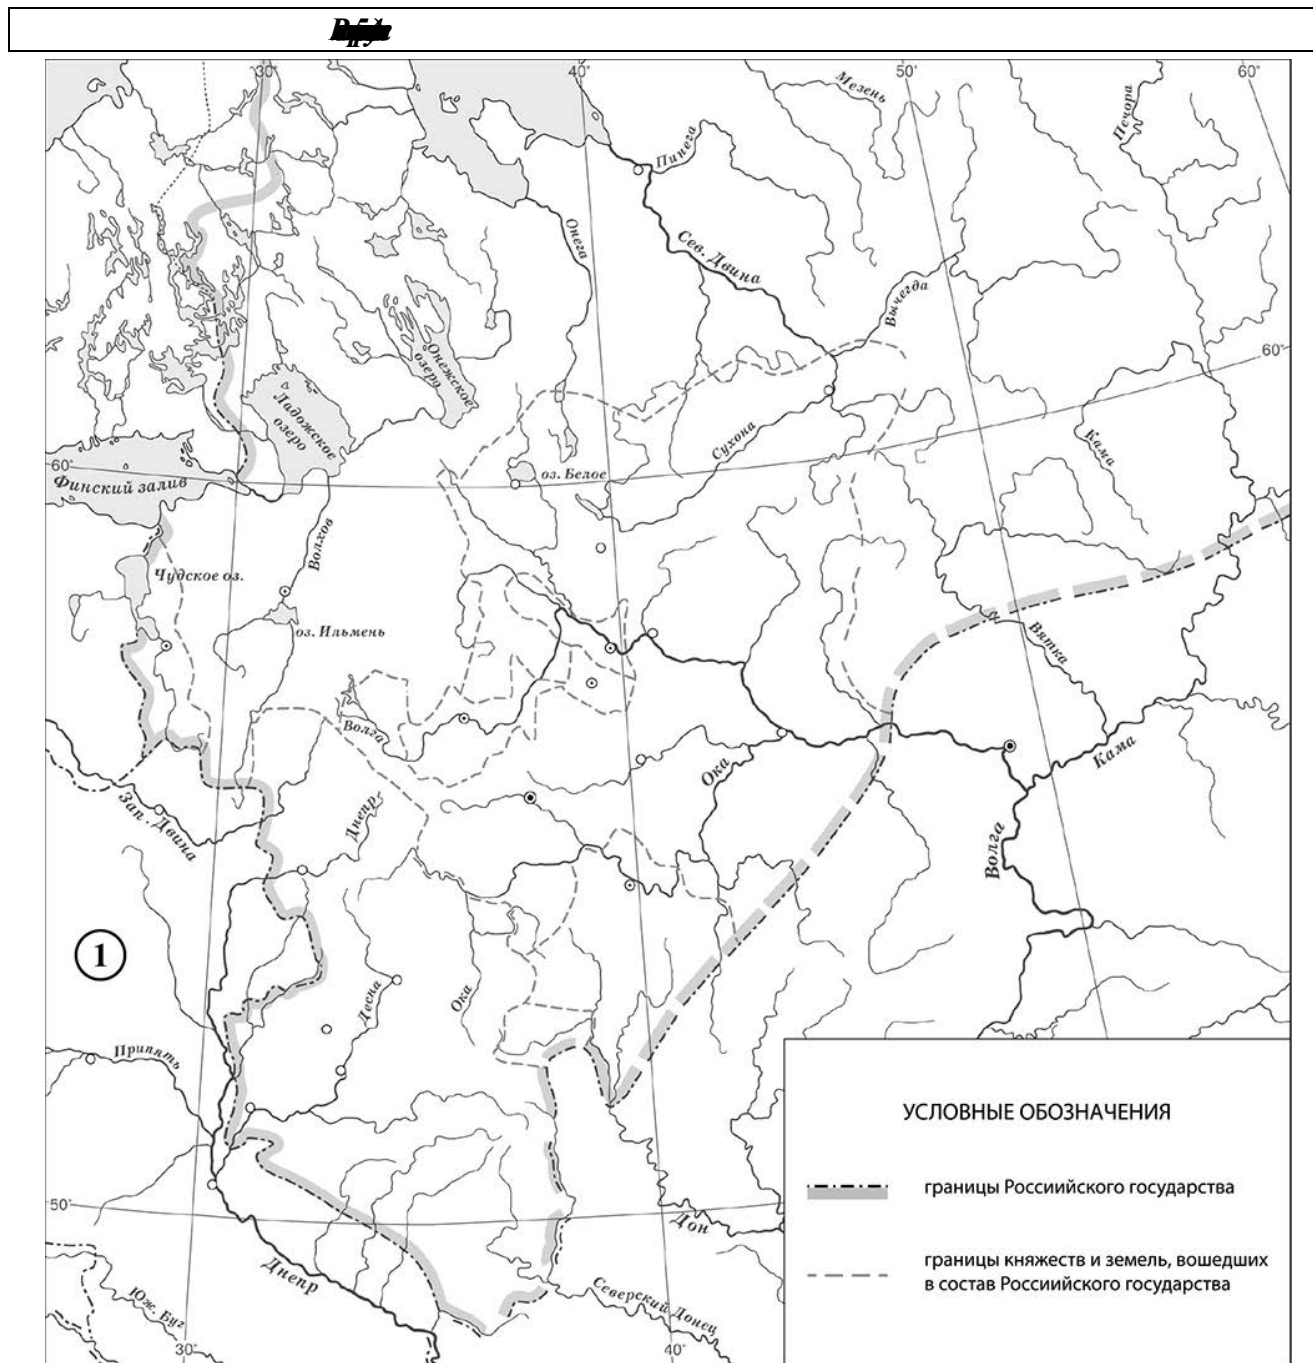 30°
40°
50°
60°
Мезень
Печора
Пинега
Онега
Сев. Двина
Вычегда
Онежское
озеро
60°
Ладожское
озеро
Сухона
Кама
60°
оз. Белое
Финский залив
Волхов
Чудское оз.
оз. Ильмень
Вятка
Волга
Ока
Кама
Зап. Двина
Днепр
Волга
1
Десна
Ока
Припять
50°
Дон
Днепр
Северский Донец
Юж. Буг
30°
40°
УСЛОВНЫЕ ОБОЗНАЧЕНИЯ
границы Россиийского государства
границы княжеств и земель, вошедших
в состав Россиийского государства